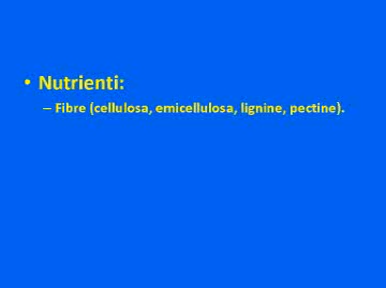 • Nutrienti:
– Fibre (cellulosa, emicellulosa, lignine, pectine).